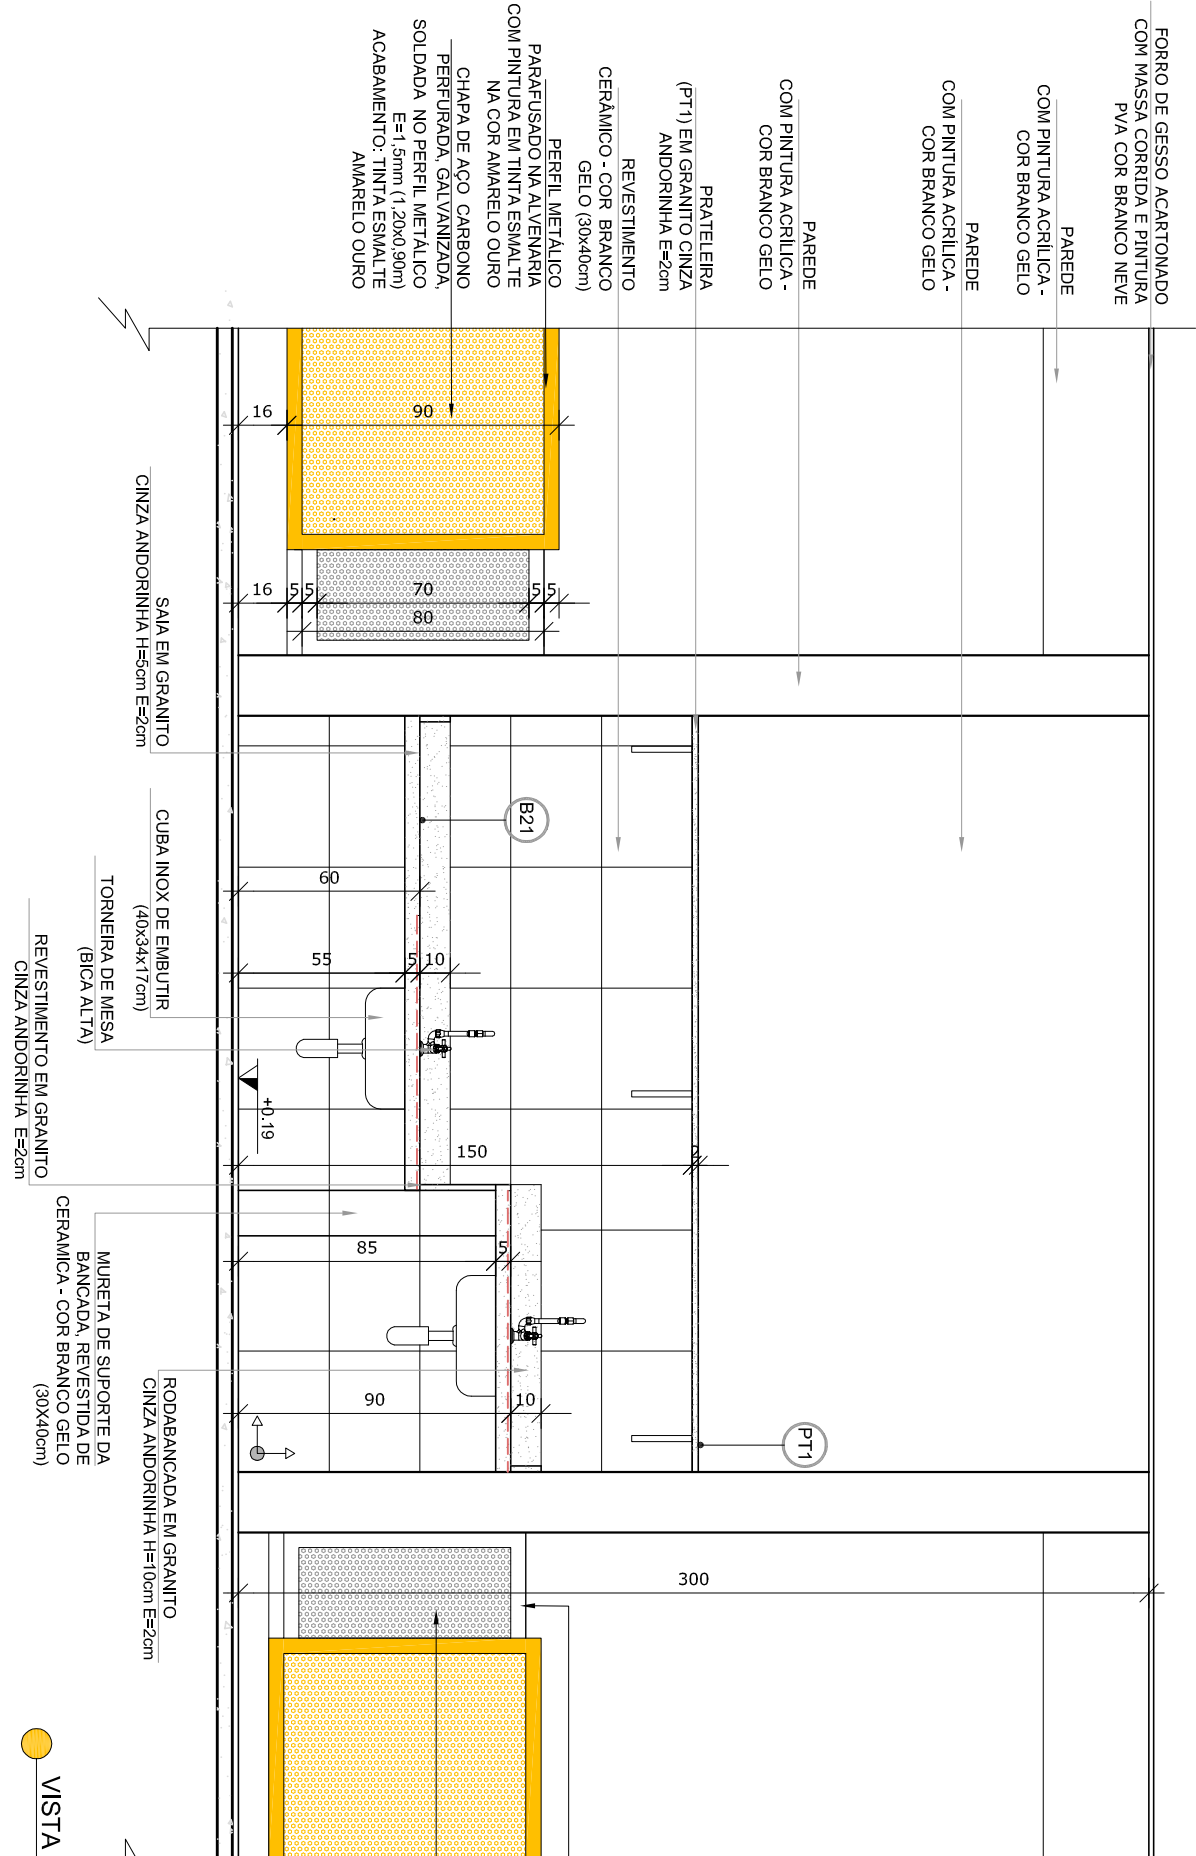 FORRO DE GESSO ACARTONADO
COM MASSA CORRIDA E PINTURA
PVA COR BRANCO NEVE
PAREDE
COM PINTURA ACRÍLICA -
COR BRANCO GELO
PAREDE
COM PINTURA ACRÍLICA -
COR BRANCO GELO
PAREDE
COM PINTURA ACRÍLICA -
COR BRANCO GELO
PRATELEIRA
(PT1) EM GRANITO CINZA
ANDORINHA E=2cm
REVESTIMENTO
CERÂMICO - COR BRANCO
GELO (30x40cm)
PERFIL METÁLICO
PARAFUSADO NA ALVENARIA
COM PINTURA EM TINTA ESMALTE
NA COR AMARELO OURO
CHAPA DE AÇO CARBONO
PERFURADA, GALVANIZADA,
SOLDADA NO PERFIL METÁLICO
E=1,5mm (1,20x0,90m)
ACABAMENTO: TINTA ESMALTE
AMARELO OURO
16
90
16
5
5
70
5
5
80
B21
60
55
5
10
+0.19
150
2
85
5
90
10
PT1
300
SAIA EM GRANITO
CINZA ANDORINHA H=5cm E=2cm
CUBA INOX DE EMBUTIR
(40x34x17cm)
TORNEIRA DE MESA
(BICA ALTA)
REVESTIMENTO EM GRANITO
CINZA ANDORINHA E=2cm
MURETA DE SUPORTE DA
BANCADA, REVESTIDA DE
CERAMICA - COR BRANCO GELO
(30X40cm)
RODABANCADA EM GRANITO
CINZA ANDORINHA H=10cm E=2cm
VISTA